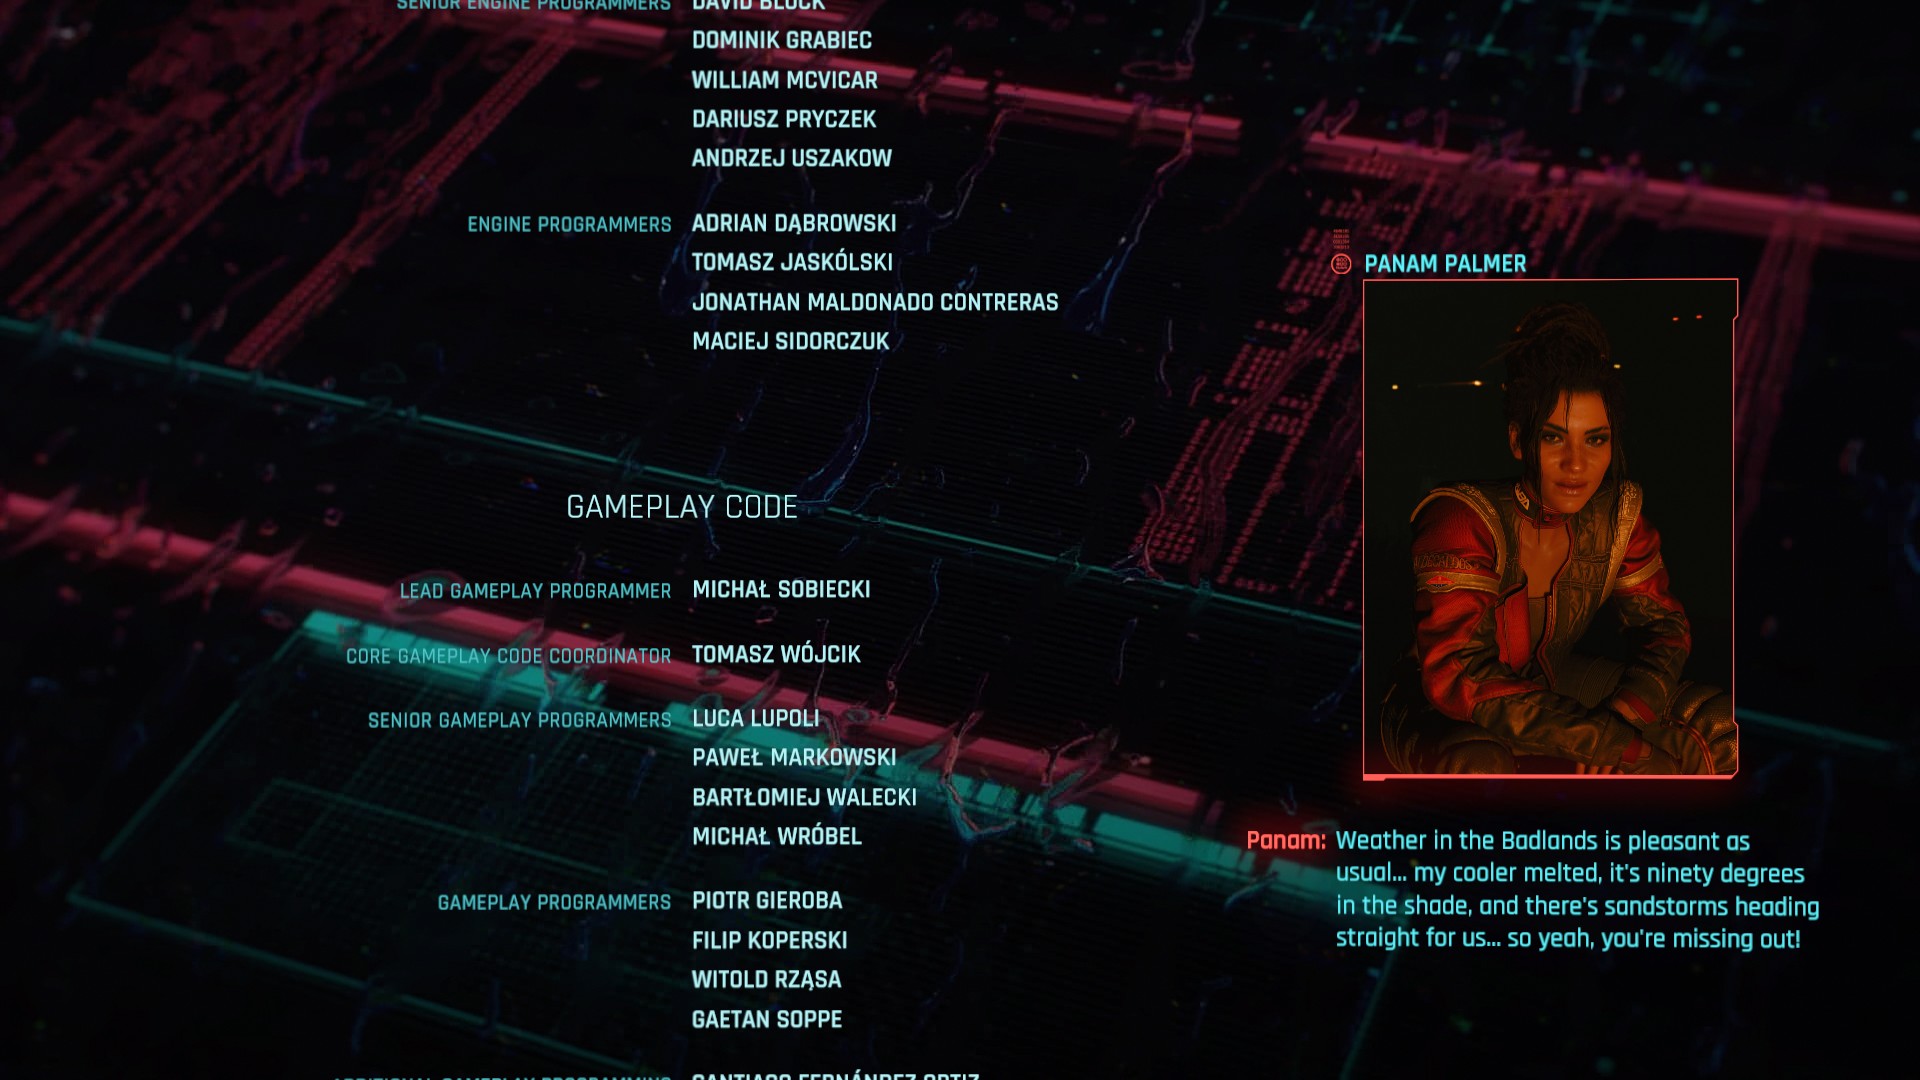 SENIOR ENGINE PROGRAMMERS DAVID BLOCK
DOMINIK GRABIEC
WILLIAM MCVICAR
DARIUSZ PRYCZEK
ANDRZEJ USZAKOW
ENGINE PROGRAMMERS ADRIAN DĄBROWSKI
TOMASZ JASKÓLSKI
JONATHAN MALDONADO CONTRERAS
MACIEJ SIDORCZUK
GAMEPLAY CODE
LEAD GAMEPLAY PROGRAMMER MICHAŁ SOBIECKI
CORE GAMEPLAY CODE COORDINATOR TOMASZ WÓJCIK
SENIOR GAMEPLAY PROGRAMMERS LUCA LUPOLI
PAWEŁ MARKOWSKI
BARTŁOMIEJ WALECKI
MICHAŁ WRÓBEL
GAMEPLAY PROGRAMMERS PIOTR GIEROBA
FILIP KOPERSKI
WITOLD RZĄSA
GAETAN SOPPE
ADDITIONAL GAMEPLAY PROGRAMMING SANTIAGO FERNÁNDEZ ORTIZ
PANAM PALMER
Panam: Weather in the Badlands is pleasant as
usual... my cooler melted, it's ninety degrees
in the shade, and there's sandstorms heading
straight for us... so yeah, you're missing out!